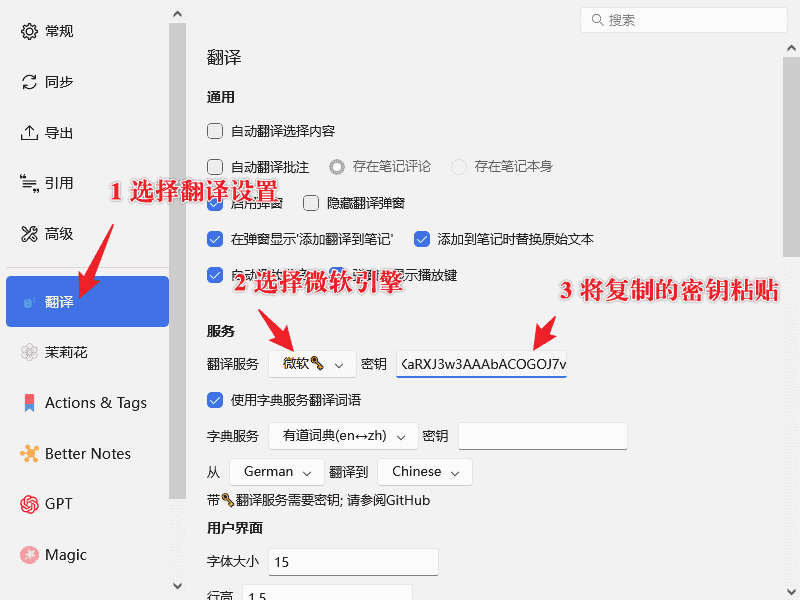 常规
同步
导出
引用
高级
翻译
茉莉花
Actions & Tags
Better Notes
GPT
Magic
搜索
翻译
通用
自动翻译选择内容
自动翻译批注 存在笔记评论 存在笔记本身
1 选择翻译设置
启用弹窗 隐藏翻译弹窗
在弹窗显示'添加翻译到笔记' 添加到笔记时替换原始文本
显示播放键
2 选择微软引擎
3 将复制的密钥粘贴
服务
翻译服务 微软 密钥 KaRXJ3w3AAAbACOGOJ7v
使用字典服务翻译词语
字典服务 有道词典(en↔zh) 密钥
从 German 翻译到 Chinese
带🔑翻译服务需要密钥; 请参阅GitHub
用户界面
字体大小 15
行高 1.5